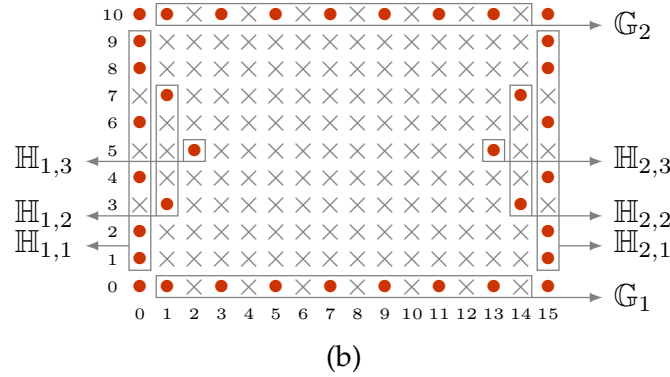 10
𝔾₂
9
8
7
6
5
ℍ₁,₃
ℍ₂,₃
4
3
ℍ₁,₂
ℍ₂,₂
2
ℍ₁,₁
ℍ₂,₁
1
0
𝔾₁
0 1 2 3 4 5 6 7 8 9 10 11 12 13 14 15
(b)